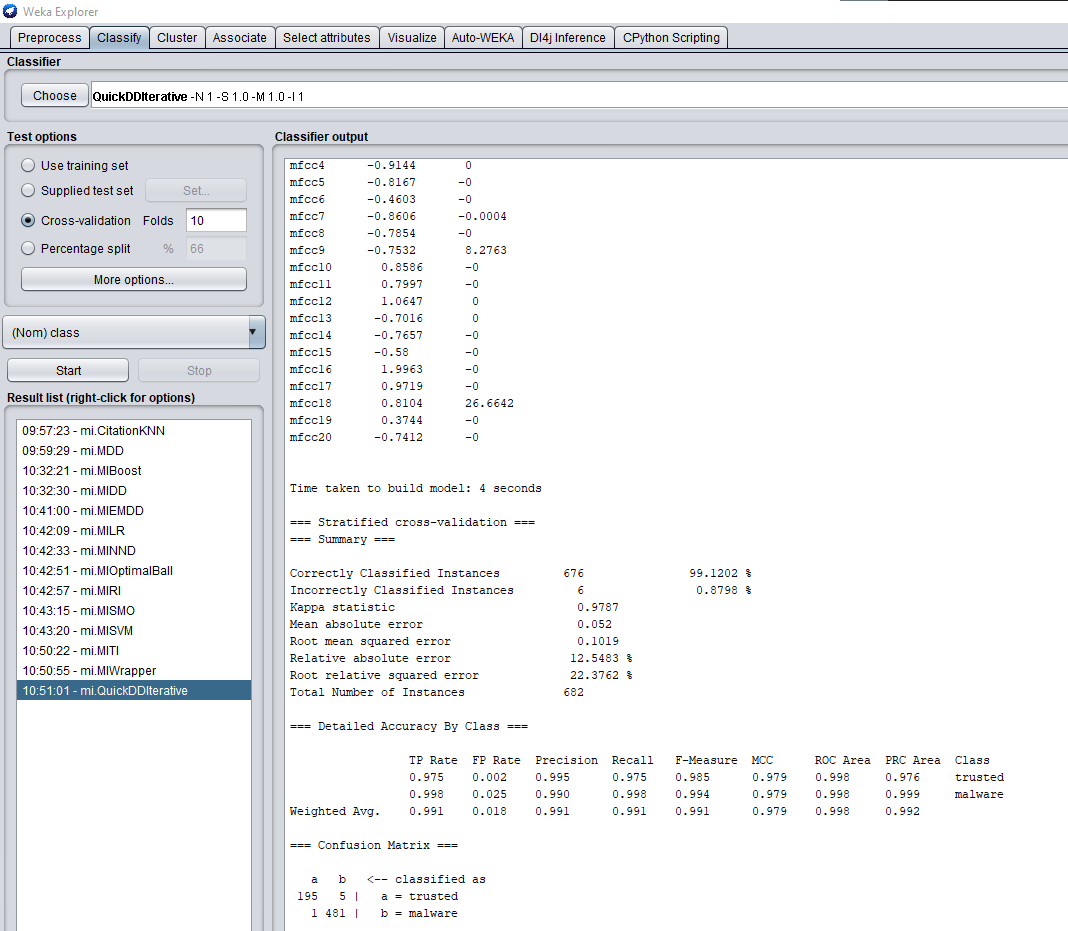 Weka Explorer
Preprocess Classify Cluster Associate Select attributes Visualize Auto-WEKA Dl4j Inference CPython Scripting
Classifier
Choose QuickDDIterative -N 1 -S 1.0 -M 1.0 -I 1
Test options
Use training set
Supplied test set Set...
Cross-validation Folds 10
Percentage split % 66
More options...
(Nom) class
Start Stop
Result list (right-click for options)
09:57:23 - mi.CitationKNN
09:59:29 - mi.MDD
10:32:21 - mi.MIBoost
10:32:30 - mi.MIDD
10:41:00 - mi.MIEMDD
10:42:09 - mi.MILR
10:42:33 - mi.MINND
10:42:51 - mi.MIOptimalBall
10:42:57 - mi.MIRI
10:43:15 - mi.MISMO
10:43:20 - mi.MISVM
10:50:22 - mi.MITI
10:50:55 - mi.MIWrapper
10:51:01 - mi.QuickDDIterative
Classifier output
mfcc4 -0.9144 0
mfcc5 -0.8167 -0
mfcc6 -0.4603 -0
mfcc7 -0.8606 -0.0004
mfcc8 -0.7854 -0
mfcc9 -0.7532 8.2763
mfcc10 0.8586 -0
mfcc11 0.7997 -0
mfcc12 1.0647 0
mfcc13 -0.7016 0
mfcc14 -0.7657 -0
mfcc15 -0.58 -0
mfcc16 1.9963 -0
mfcc17 0.9719 -0
mfcc18 0.8104 26.6642
mfcc19 0.3744 -0
mfcc20 -0.7412 -0
Time taken to build model: 4 seconds
=== Stratified cross-validation ===
=== Summary ===
Correctly Classified Instances 676 99.1202 %
Incorrectly Classified Instances 6 0.8798 %
Kappa statistic 0.9787
Mean absolute error 0.052
Root mean squared error 0.1019
Relative absolute error 12.5483 %
Root relative squared error 22.3762 %
Total Number of Instances 682
=== Detailed Accuracy By Class ===
TP Rate FP Rate Precision Recall F-Measure MCC ROC Area PRC Area Class
0.975 0.002 0.995 0.975 0.985 0.979 0.998 0.976 trusted
0.998 0.025 0.990 0.998 0.994 0.979 0.998 0.999 malware
Weighted Avg. 0.991 0.018 0.991 0.991 0.991 0.979 0.998 0.992
=== Confusion Matrix ===
a b <-- classified as
195 5 | a = trusted
1 481 | b = malware